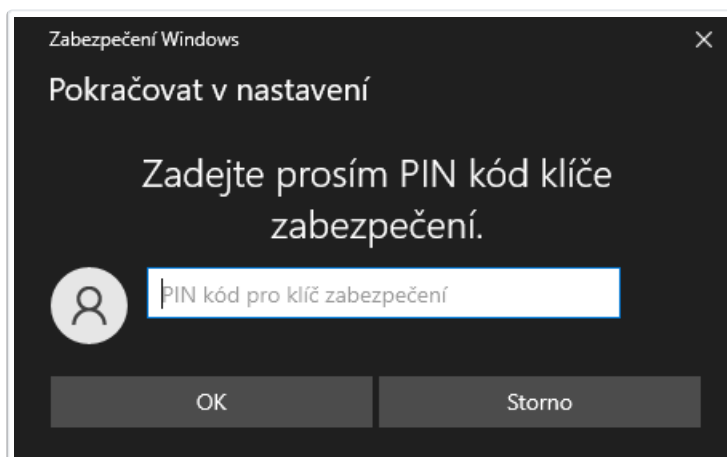 Zabezpečení Windows
Pokračovat v nastavení
Zadejte prosím PIN kód klíče
zabezpečení.
PIN kód pro klíč zabezpečení
OK
Storno